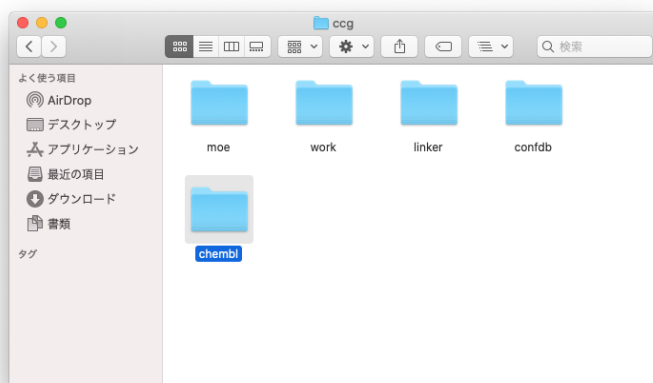 ccg
検索
よく使う項目
AirDrop
デスクトップ
アプリケーション
最近の項目
ダウンロード
書類
タグ
moe
work
linker
confdb
chembl